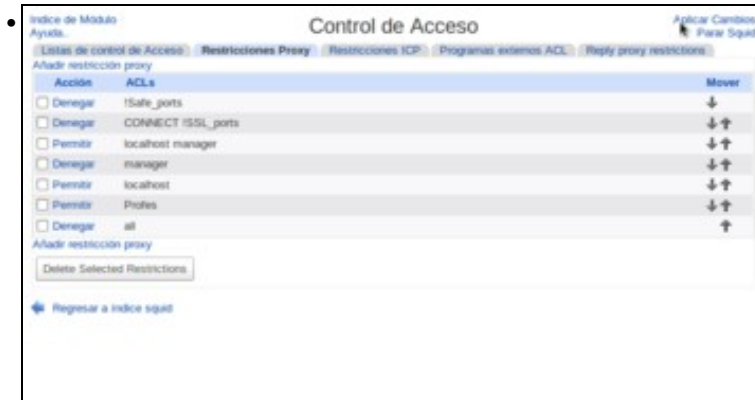 Indice de Módulo
Ayuda..
Control de Acceso
Aplicar Cambios
Parar Squid
Listas de control de Acceso Restricciones Proxy Restricciones ICP Programas externos ACL Reply proxy restrictions
Añadir restricción proxy
Acción ACLs Mover
Denegar !Safe_ports
Denegar CONNECT !SSL_ports
Permitir localhost manager
Denegar manager
Permitir localhost
Permitir Profes
Denegar all
Añadir restricción proxy
Delete Selected Restrictions
Regresar a índice squid